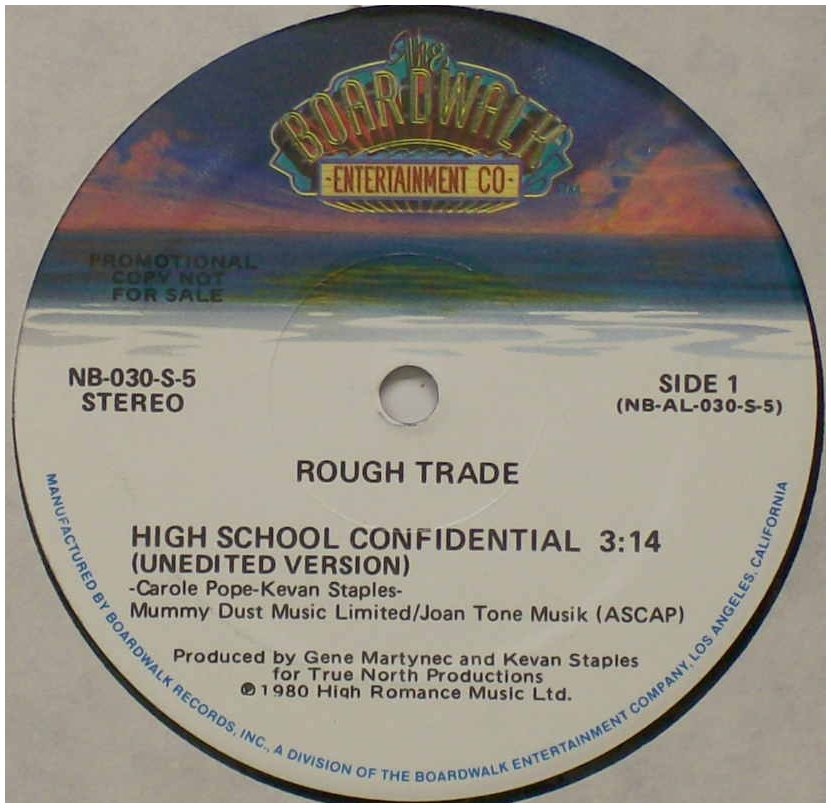 The
BOARDWALK
·ENTERTAINMENT CO·
TM
PROMOTIONAL
COPY NOT
FOR SALE
NB-030-S-5
STEREO
SIDE 1
(NB-AL-030-S-5)
ROUGH TRADE
HIGH SCHOOL CONFIDENTIAL 3:14
(UNEDITED VERSION)
-Carole Pope-Kevan Staples-
Mummy Dust Music Limited/Joan Tone Musik (ASCAP)
Produced by Gene Martynec and Kevan Staples
for True North Productions
℗ 1980 High Romance Music Ltd.
MANUFACTURED BY BOARDWALK RECORDS, INC., A DIVISION OF THE BOARDWALK ENTERTAINMENT COMPANY, LOS ANGELES, CALIFORNIA